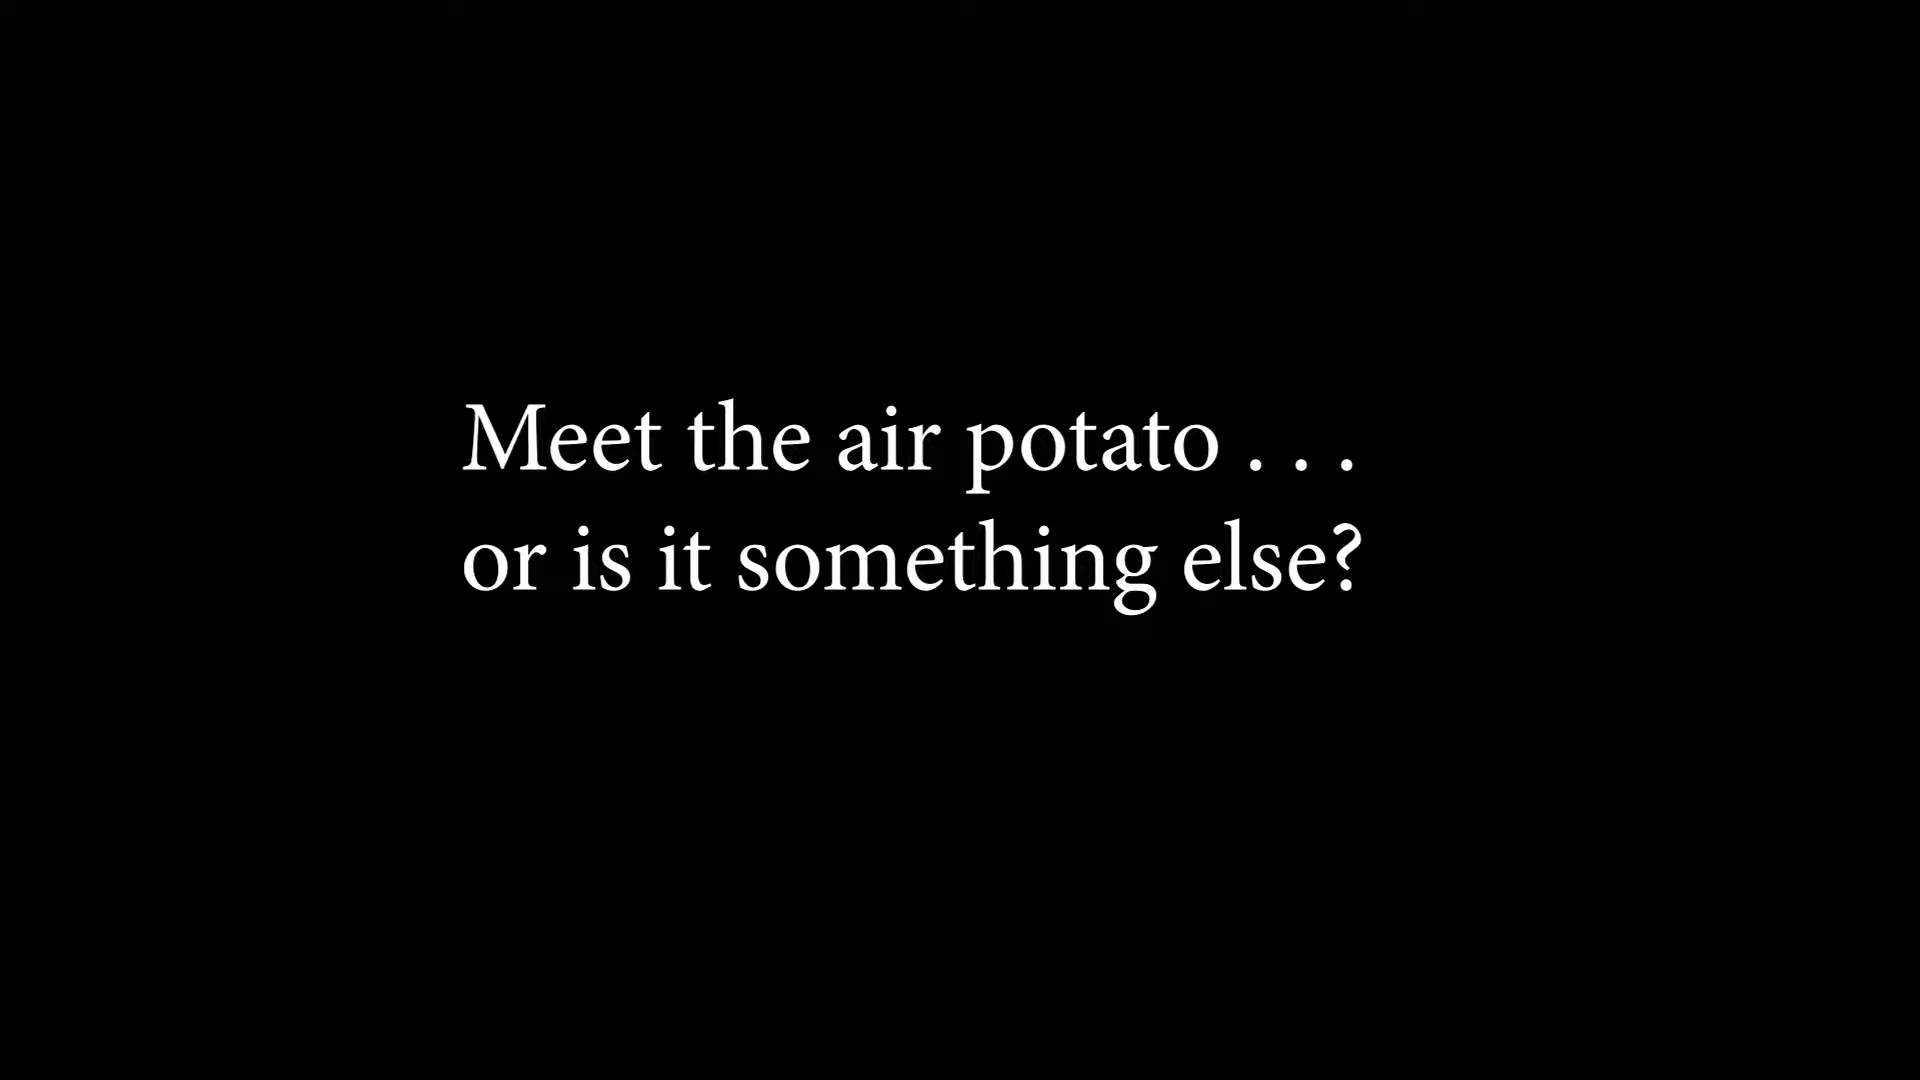 Meet the air potato . . .
or is it something else?